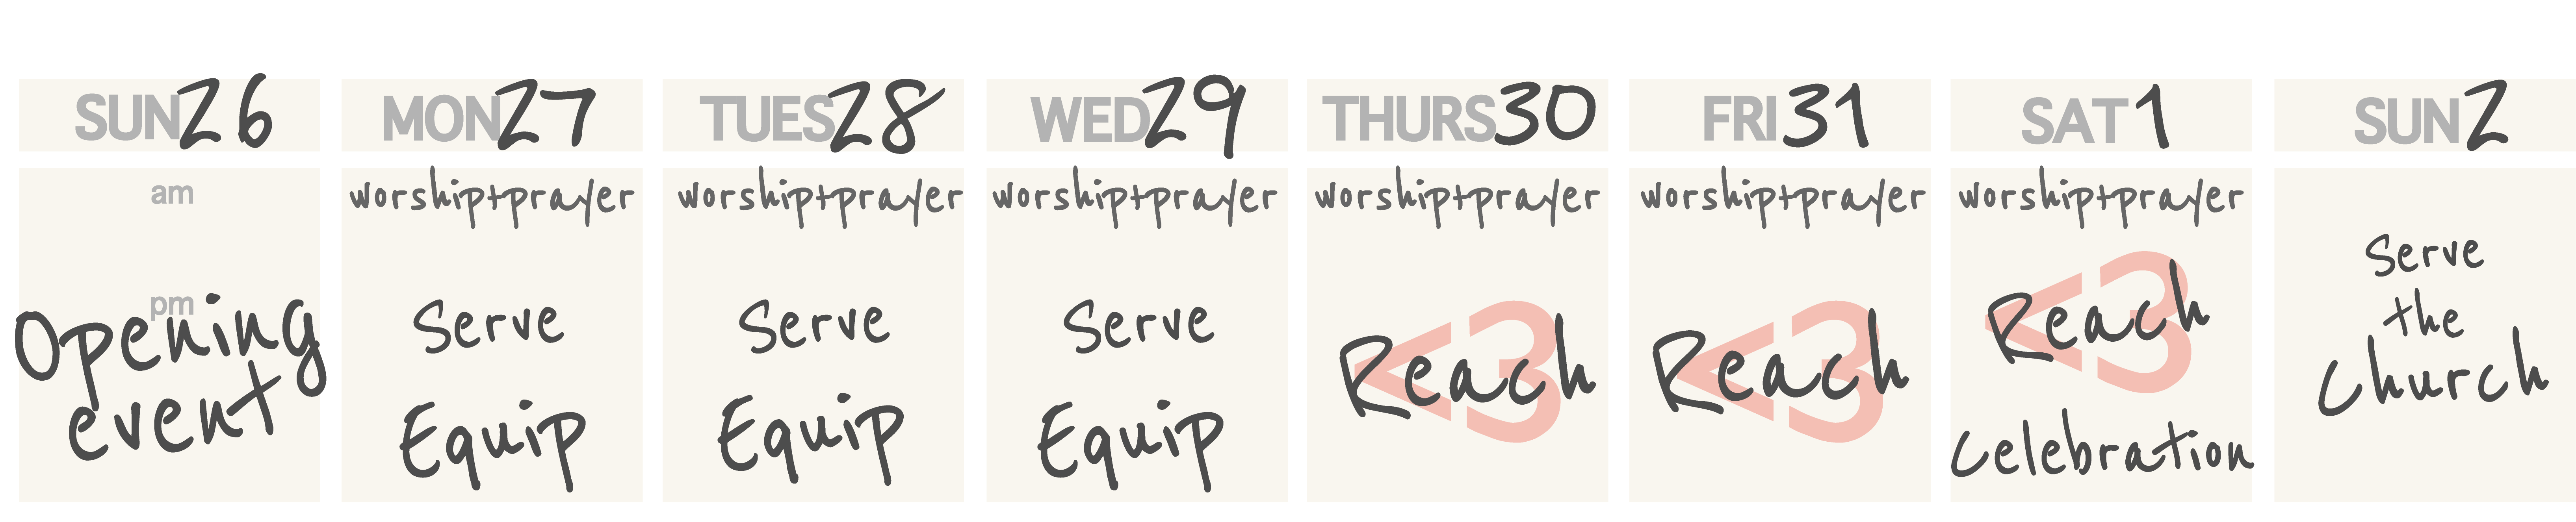 SUN 26
am
pm
Opening
event
MON 27
worship+prayer
Serve
Equip
TUES 28
worship+prayer
Serve
Equip
WED 29
worship+prayer
Serve
Equip
THURS 30
worship+prayer
<3
Reach
FRI 31
worship+prayer
<3
Reach
SAT 1
worship+prayer
<3
Reach
Celebration
SUN 2
Serve
the
Church